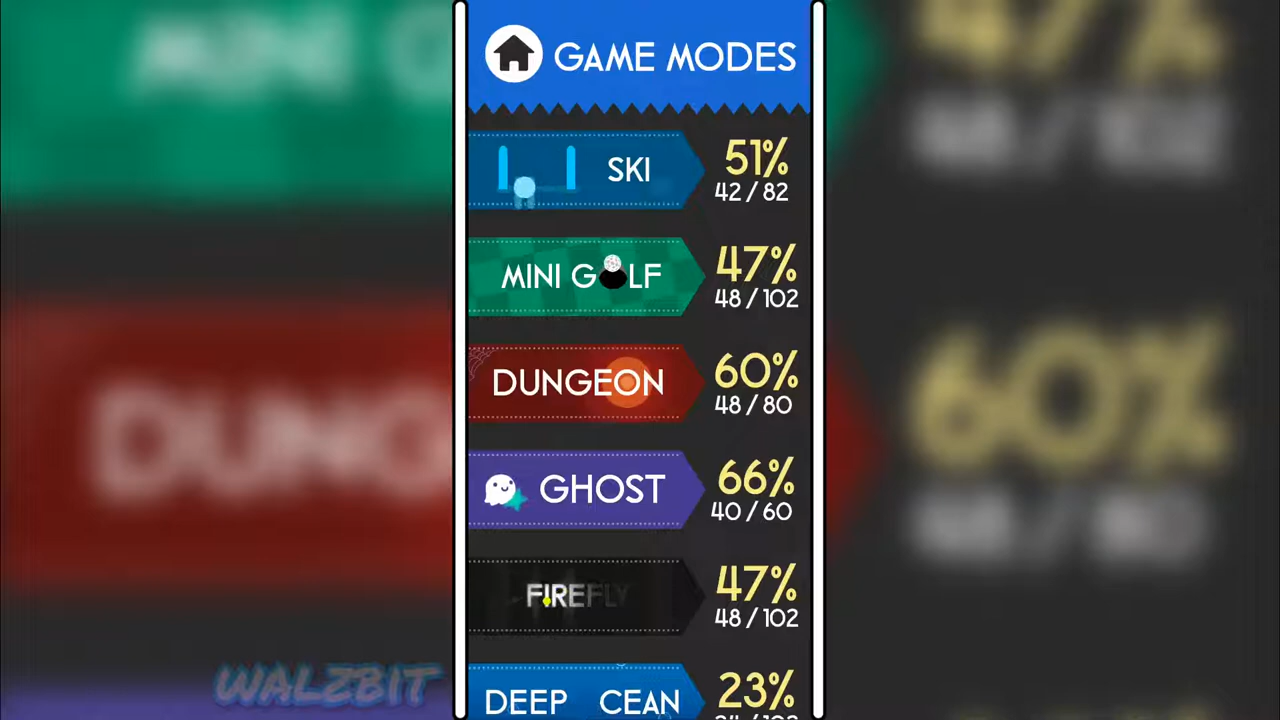 GAME MODES
SKI
51%
42 / 82
MINI G LF
47%
48 / 102
DUNGEON
60%
48 / 80
GHOST
66%
40 / 60
FIREFLY
47%
48 / 102
DEEP CEAN
23%
WALZBIT